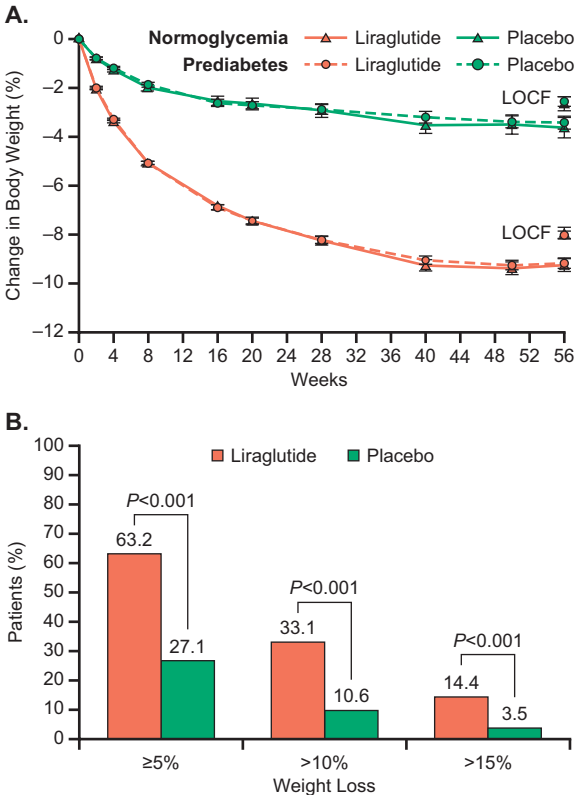 A.
Normoglycemia Liraglutide Placebo
Prediabetes Liraglutide Placebo
Change in Body Weight (%)
0
–2
–4
–6
–8
–10
–12
LOCF
LOCF
0 4 8 12 16 20 24 28 32 36 40 44 48 52 56
Weeks
B.
Liraglutide Placebo
Patients (%)
100
90
80
70
60
50
40
30
20
10
0
P<0.001
63.2
27.1
P<0.001
33.1
10.6
P<0.001
14.4
3.5
≥5% >10% >15%
Weight Loss